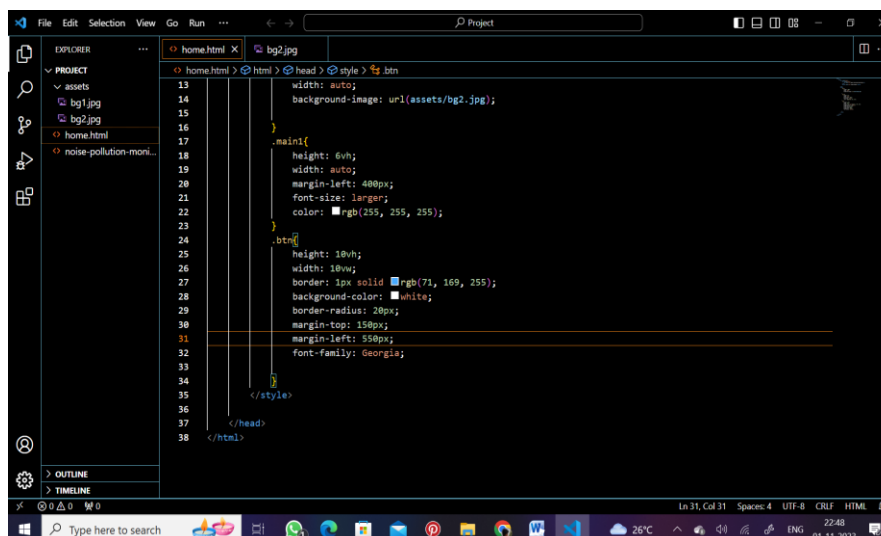 File Edit Selection View Go Run ··· ← → Project
EXPLORER ···
home.html × bg2.jpg
PROJECT
home.html > html > head > style > .btn
assets
bg1.jpg
bg2.jpg
home.html
noise-pollution-moni...
13 width: auto;
14 background-image: url(assets/bg2.jpg);
15
16 }
17 .main1{
18 height: 6vh;
19 width: auto;
20 margin-left: 400px;
21 font-size: larger;
22 color: rgb(255, 255, 255);
23 }
24 .btn{
25 height: 10vh;
26 width: 10vw;
27 border: 1px solid rgb(71, 169, 255);
28 background-color: white;
29 border-radius: 20px;
30 margin-top: 150px;
31 margin-left: 550px;
32 font-family: Georgia;
33
34 }
35 </style>
36
37 </head>
38 </html>
> OUTLINE
> TIMELINE
0 0 0 Ln 31, Col 31 Spaces: 4 UTF-8 CRLF HTML
Type here to search 26°C ENG 22:48
01-11-2023